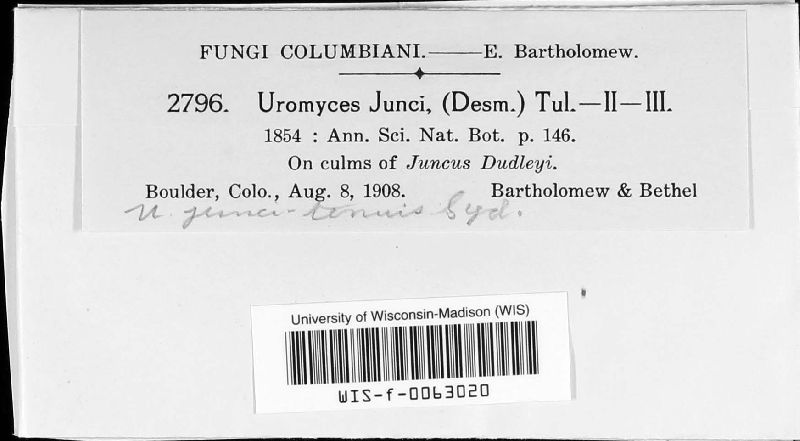 FUNGI COLUMBIANI.——E. Bartholomew.
2796. Uromyces Junci, (Desm.) Tul.—II—III.
1854 : Ann. Sci. Nat. Bot. p. 146.
On culms of Juncus Dudleyi.
Boulder, Colo., Aug. 8, 1908. Bartholomew & Bethel
U. junci-tenuis Syd.
University of Wisconsin-Madison (WIS)
WIS-f-0063020